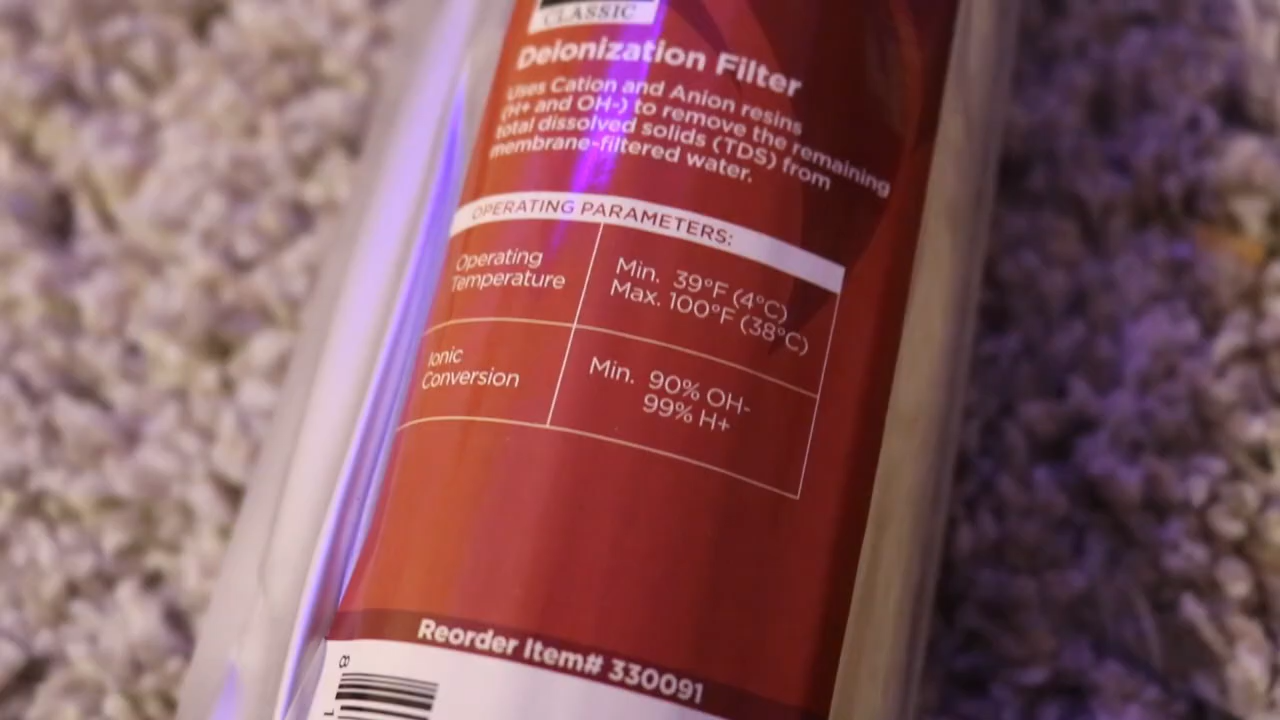 CLASSIC
Deionization Filter
Uses Cation and Anion resins
(H+ and OH-) to remove the remaining
total dissolved solids (TDS) from
membrane-filtered water.
OPERATING PARAMETERS:
Operating
Temperature
Min. 39°F (4°C)
Max. 100°F (38°C)
Ionic
Conversion
Min. 90% OH-
99% H+
Reorder Item# 330091
8